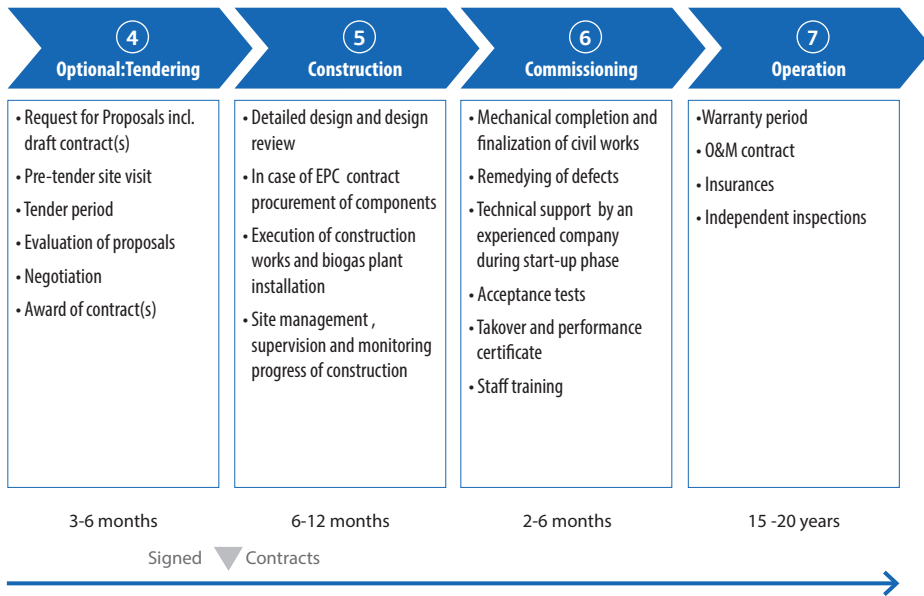 4
Optional:Tendering
• Request for Proposals incl.
draft contract(s)
• Pre-tender site visit
• Tender period
• Evaluation of proposals
• Negotiation
• Award of contract(s)
3-6 months
5
Construction
• Detailed design and design
review
• In case of EPC contract
procurement of components
• Execution of construction
works and biogas plant
installation
• Site management ,
supervision and monitoring
progress of construction
6-12 months
6
Commissioning
• Mechanical completion and
finalization of civil works
• Remedying of defects
• Technical support by an
experienced company
during start-up phase
• Acceptance tests
• Takover and performance
certificate
• Staff training
2-6 months
7
Operation
•Warranty period
• O&M contract
• Insurances
• Independent inspections
15 -20 years
Signed Contracts